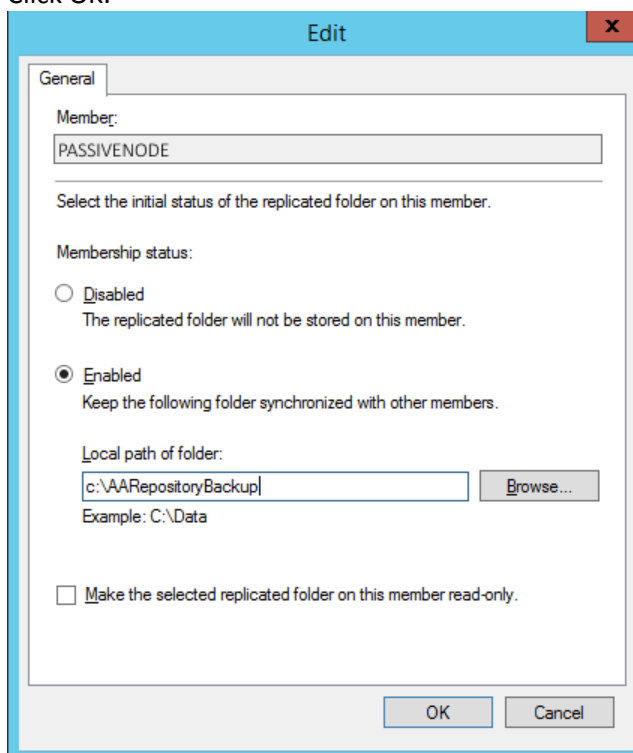 Click OK.
Edit
x
General
Member:
PASSIVENODE
Select the initial status of the replicated folder on this member.
Membership status:
Disabled
The replicated folder will not be stored on this member.
Enabled
Keep the following folder synchronized with other members.
Local path of folder:
c:\AARepositoryBackup
Browse...
Example: C:\Data
Make the selected replicated folder on this member read-only.
OK
Cancel